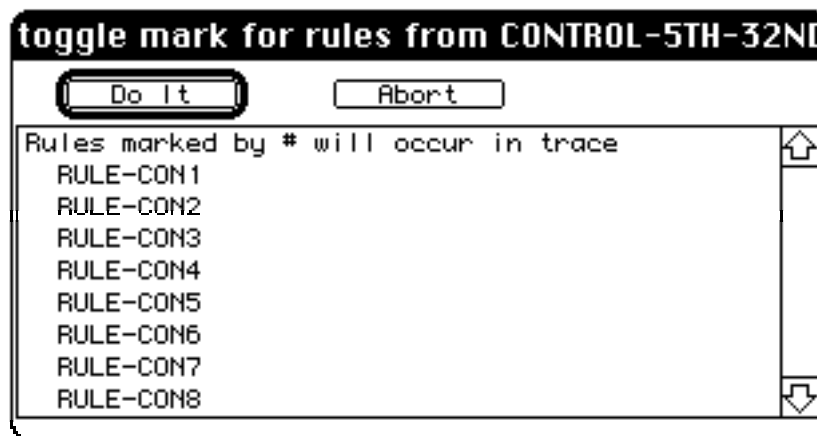 toggle mark for rules from CONTROL-5TH-32ND
Do It Abort
Rules marked by # will occur in trace
RULE-CON1
RULE-CON2
RULE-CON3
RULE-CON4
RULE-CON5
RULE-CON6
RULE-CON7
RULE-CON8